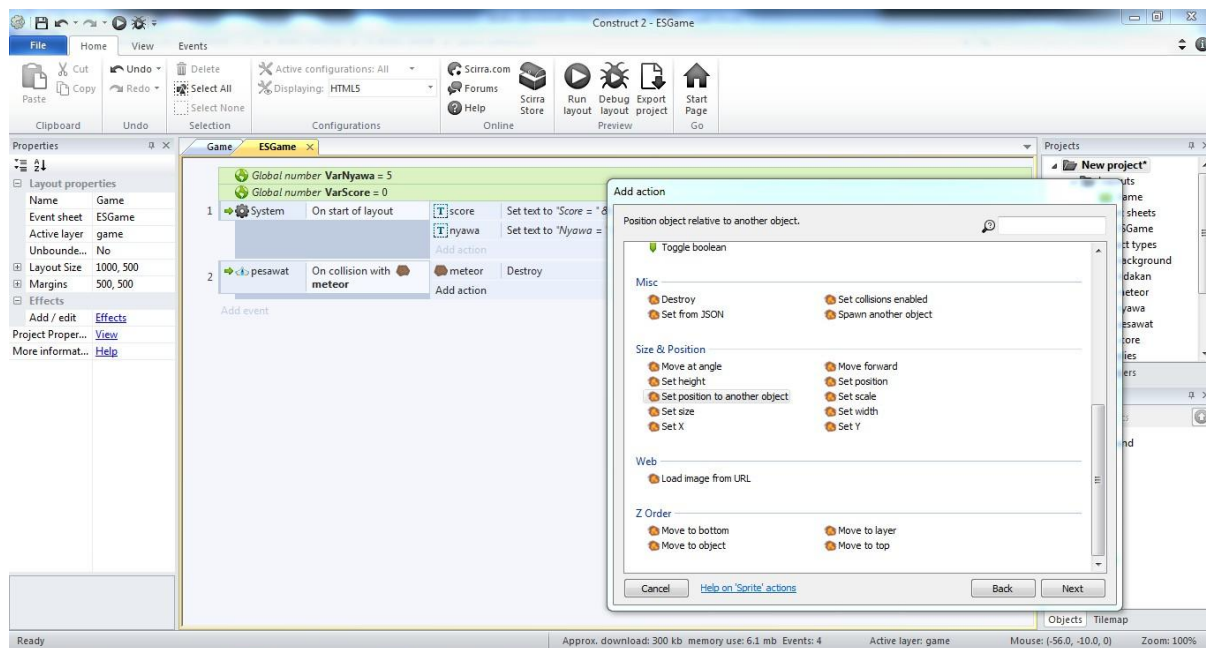 Construct 2 - ESGame
File Home View Events
Paste Cut Copy
Clipboard
Undo Redo
Undo
Delete
Select All
Select None
Selection
Active configurations: All
Displaying: HTML5
Configurations
Scirra.com
Forums
Help
Scirra Store
Online
Run layout
Debug layout
Export project
Preview
Start Page
Go
Properties
Layout properties
Name Game
Event sheet ESGame
Active layer game
Unbounde... No
Layout Size 1000, 500
Margins 500, 500
Effects
Add / edit Effects
Project Proper... View
More informat... Help
Game ESGame
Global number VarNyawa = 5
Global number VarScore = 0
1 System On start of layout T score Set text to "Score = " &
T nyawa Set text to "Nyawa =
Add action
2 pesawat On collision with meteor meteor Destroy
Add action
Add event
Add action
Position object relative to another object.
Toggle boolean
Misc
Destroy Set collisions enabled
Set from JSON Spawn another object
Size & Position
Move at angle Move forward
Set height Set position
Set position to another object Set scale
Set size Set width
Set X Set Y
Web
Load image from URL
Z Order
Move to bottom Move to layer
Move to object Move to top
Cancel Help on 'Sprite' actions Back Next
Projects
New project*
Objects Tilemap
Ready Approx. download: 300 kb memory use: 6.1 mb Events: 4 Active layer: game Mouse: (-56.0, -10.0, 0) Zoom: 100%